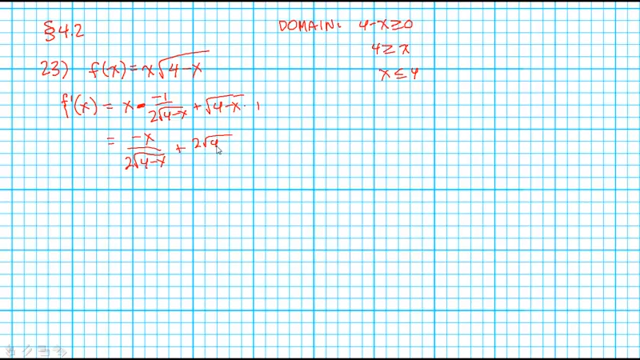 §4.2
23) f(x) = x√(4-x)
f'(x) = x · -1/(2√(4-x)) + √(4-x) · 1
= -x/(2√(4-x)) + 2√4
DOMAIN: 4-x ≥ 0
4 ≥ x
x ≤ 4